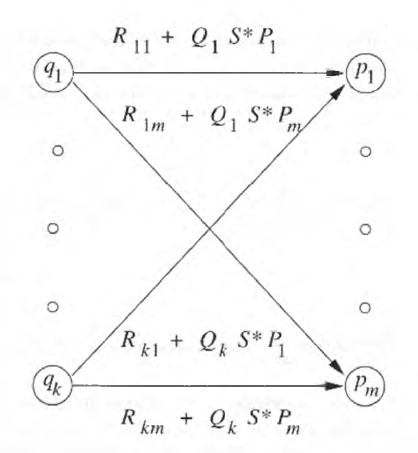 R₁₁ + Q₁ S* P₁
q₁ p₁
R₁ₘ + Q₁ S* Pₘ
Rₖ₁ + Qₖ S* P₁
qₖ pₘ
Rₖₘ + Qₖ S* Pₘ